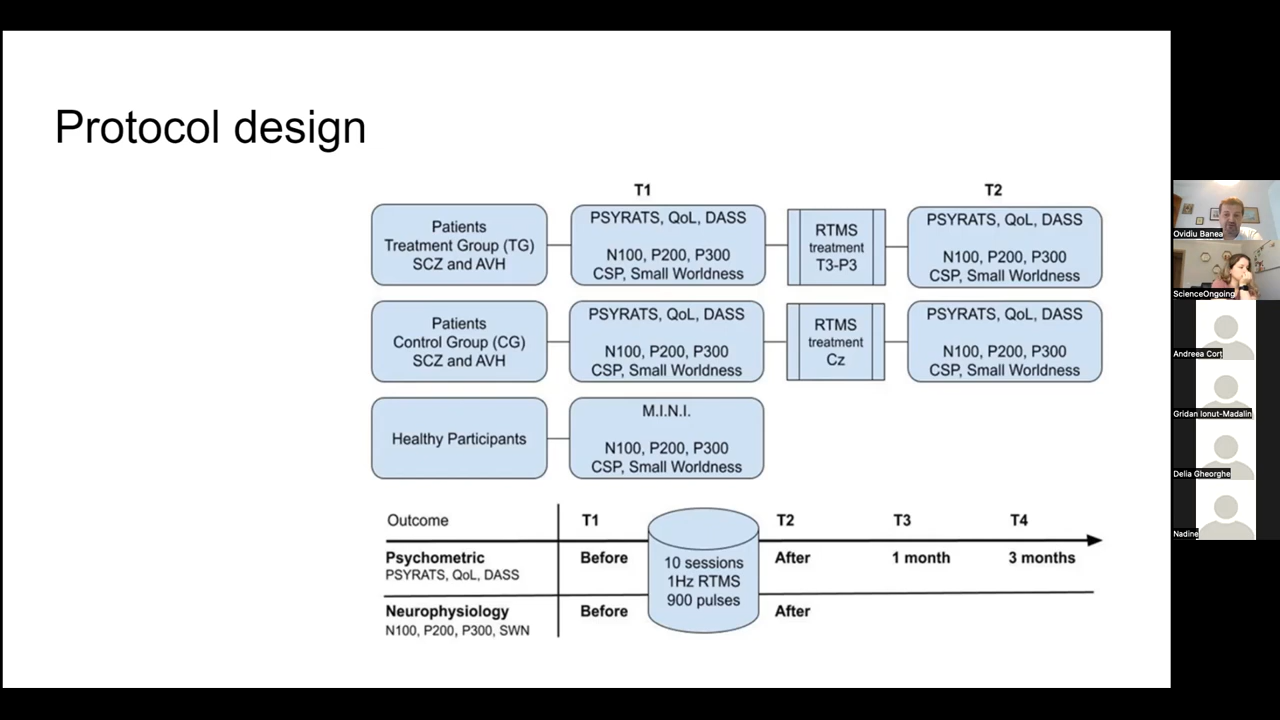 Protocol design
T1
T2
Patients
Treatment Group (TG)
SCZ and AVH
PSYRATS, QoL, DASS
N100, P200, P300
CSP, Small Worldness
RTMS
treatment
T3-P3
PSYRATS, QoL, DASS
N100, P200, P300
CSP, Small Worldness
Patients
Control Group (CG)
SCZ and AVH
PSYRATS, QoL, DASS
N100, P200, P300
CSP, Small Worldness
RTMS
treatment
Cz
PSYRATS, QoL, DASS
N100, P200, P300
CSP, Small Worldness
Healthy Participants
M.I.N.I.
N100, P200, P300
CSP, Small Worldness
Outcome
T1
T2
T3
T4
Psychometric
PSYRATS, QoL, DASS
Before
10 sessions
1Hz RTMS
900 pulses
After
1 month
3 months
Neurophysiology
N100, P200, P300, SWN
Before
After
Ovidiu Banea
ScienceOngoing
Andreea Corț
Gridan Ionut-Madalin
Delia Gheorghe
Nadine